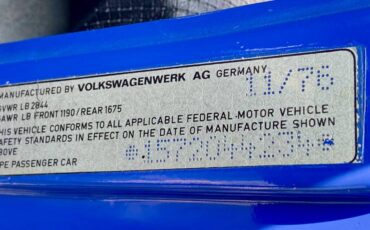 MANUFACTURED BY VOLKSWAGENWERK AG GERMANY 11/76
GVWR LB 2844
GAWR LB FRONT 1190 / REAR 1675
THIS VEHICLE CONFORMS TO ALL APPLICABLE FEDERAL MOTOR VEHICLE
SAFETY STANDARDS IN EFFECT ON THE DATE OF MANUFACTURE SHOWN
ABOVE
PASSENGER CAR